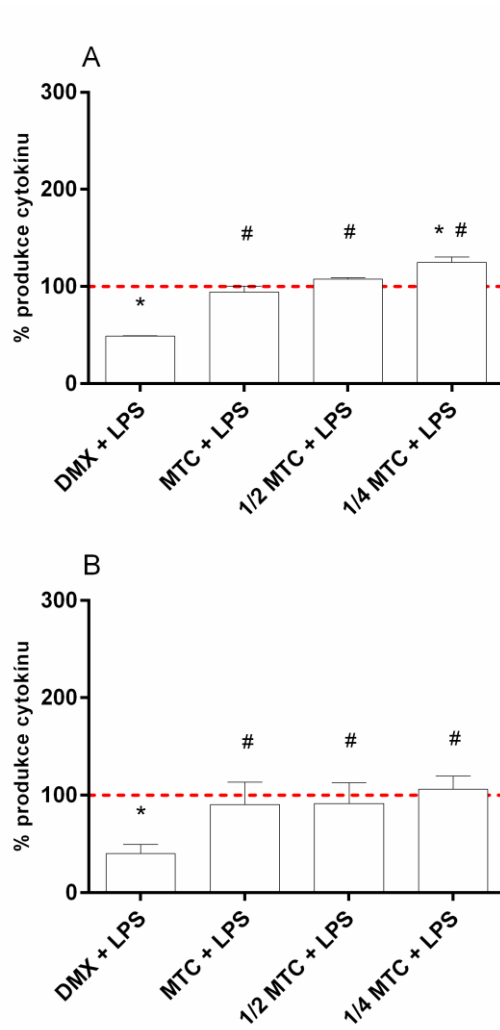 A
% produkce cytokínu
300
200
100
0
*
#
#
* #
DMX + LPS
MTC + LPS
1/2 MTC + LPS
1/4 MTC + LPS
B
% produkce cytokínu
300
200
100
0
*
#
#
#
DMX + LPS
MTC + LPS
1/2 MTC + LPS
1/4 MTC + LPS